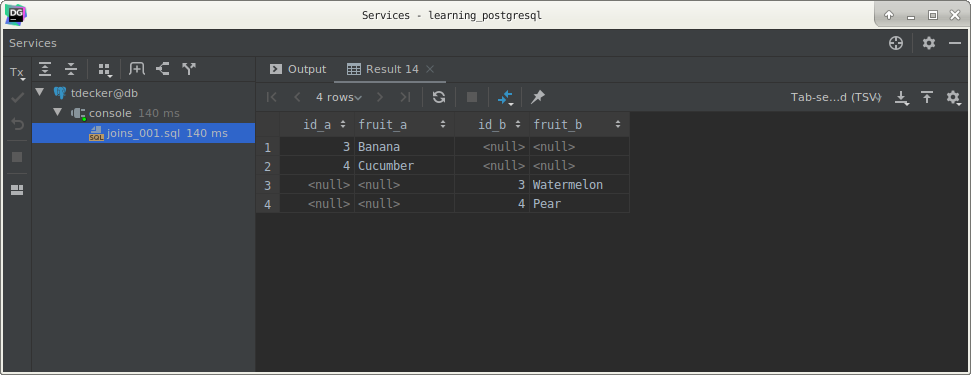 DG
Services - learning_postgresql
Services
Tx
tdecker@db
console 140 ms
SQL joins_001.sql 140 ms
Output Result 14
4 rows Tab-se...d (TSV)
id_a fruit_a id_b fruit_b
1 3 Banana <null> <null>
2 4 Cucumber <null> <null>
3 <null> <null> 3 Watermelon
4 <null> <null> 4 Pear